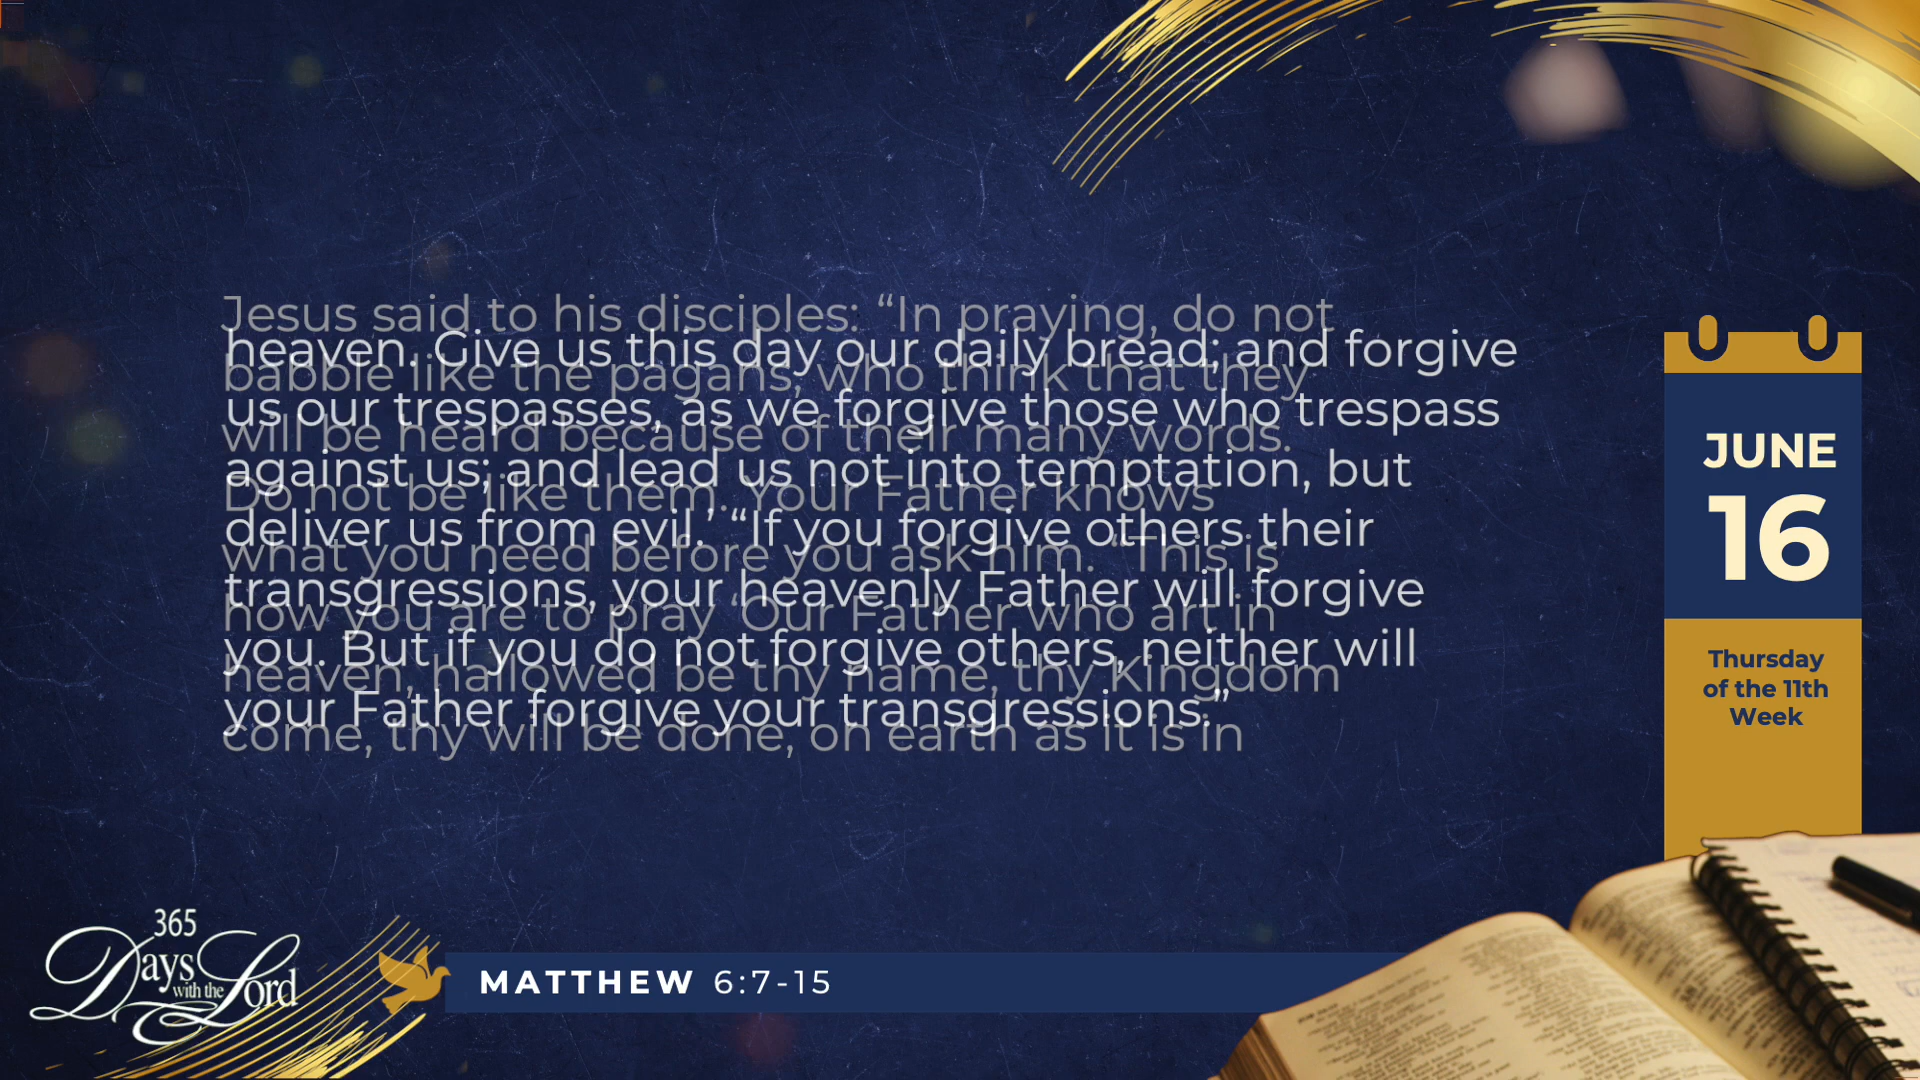 Jesus said to his disciples: “In praying, do not
babble like the pagans, who think that they
will be heard because of their many words.
Do not be like them. Your Father knows
what you need before you ask him. “This is
how you are to pray ‘Our Father who art in
heaven, hallowed be thy name, thy Kingdom
come, thy will be done, on earth as it is in
heaven. Give us this day our daily bread; and forgive
us our trespasses, as we forgive those who trespass
against us; and lead us not into temptation, but
deliver us from evil.’ “If you forgive others their
transgressions, your heavenly Father will forgive
you. But if you do not forgive others, neither will
your Father forgive your transgressions.”
JUNE
16
Thursday
of the 11th
Week
365
Days
with the
Lord
MATTHEW 6:7-15